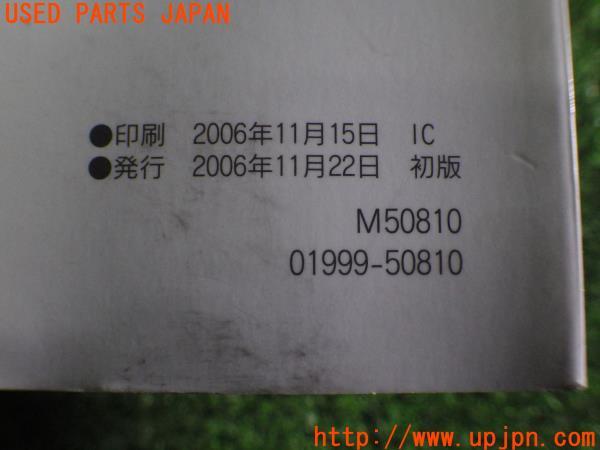 USED PARTS JAPAN
●印刷 2006年11月15日 IC
●発行 2006年11月22日 初版
M50810
01999-50810
http://www.upjpn.com/